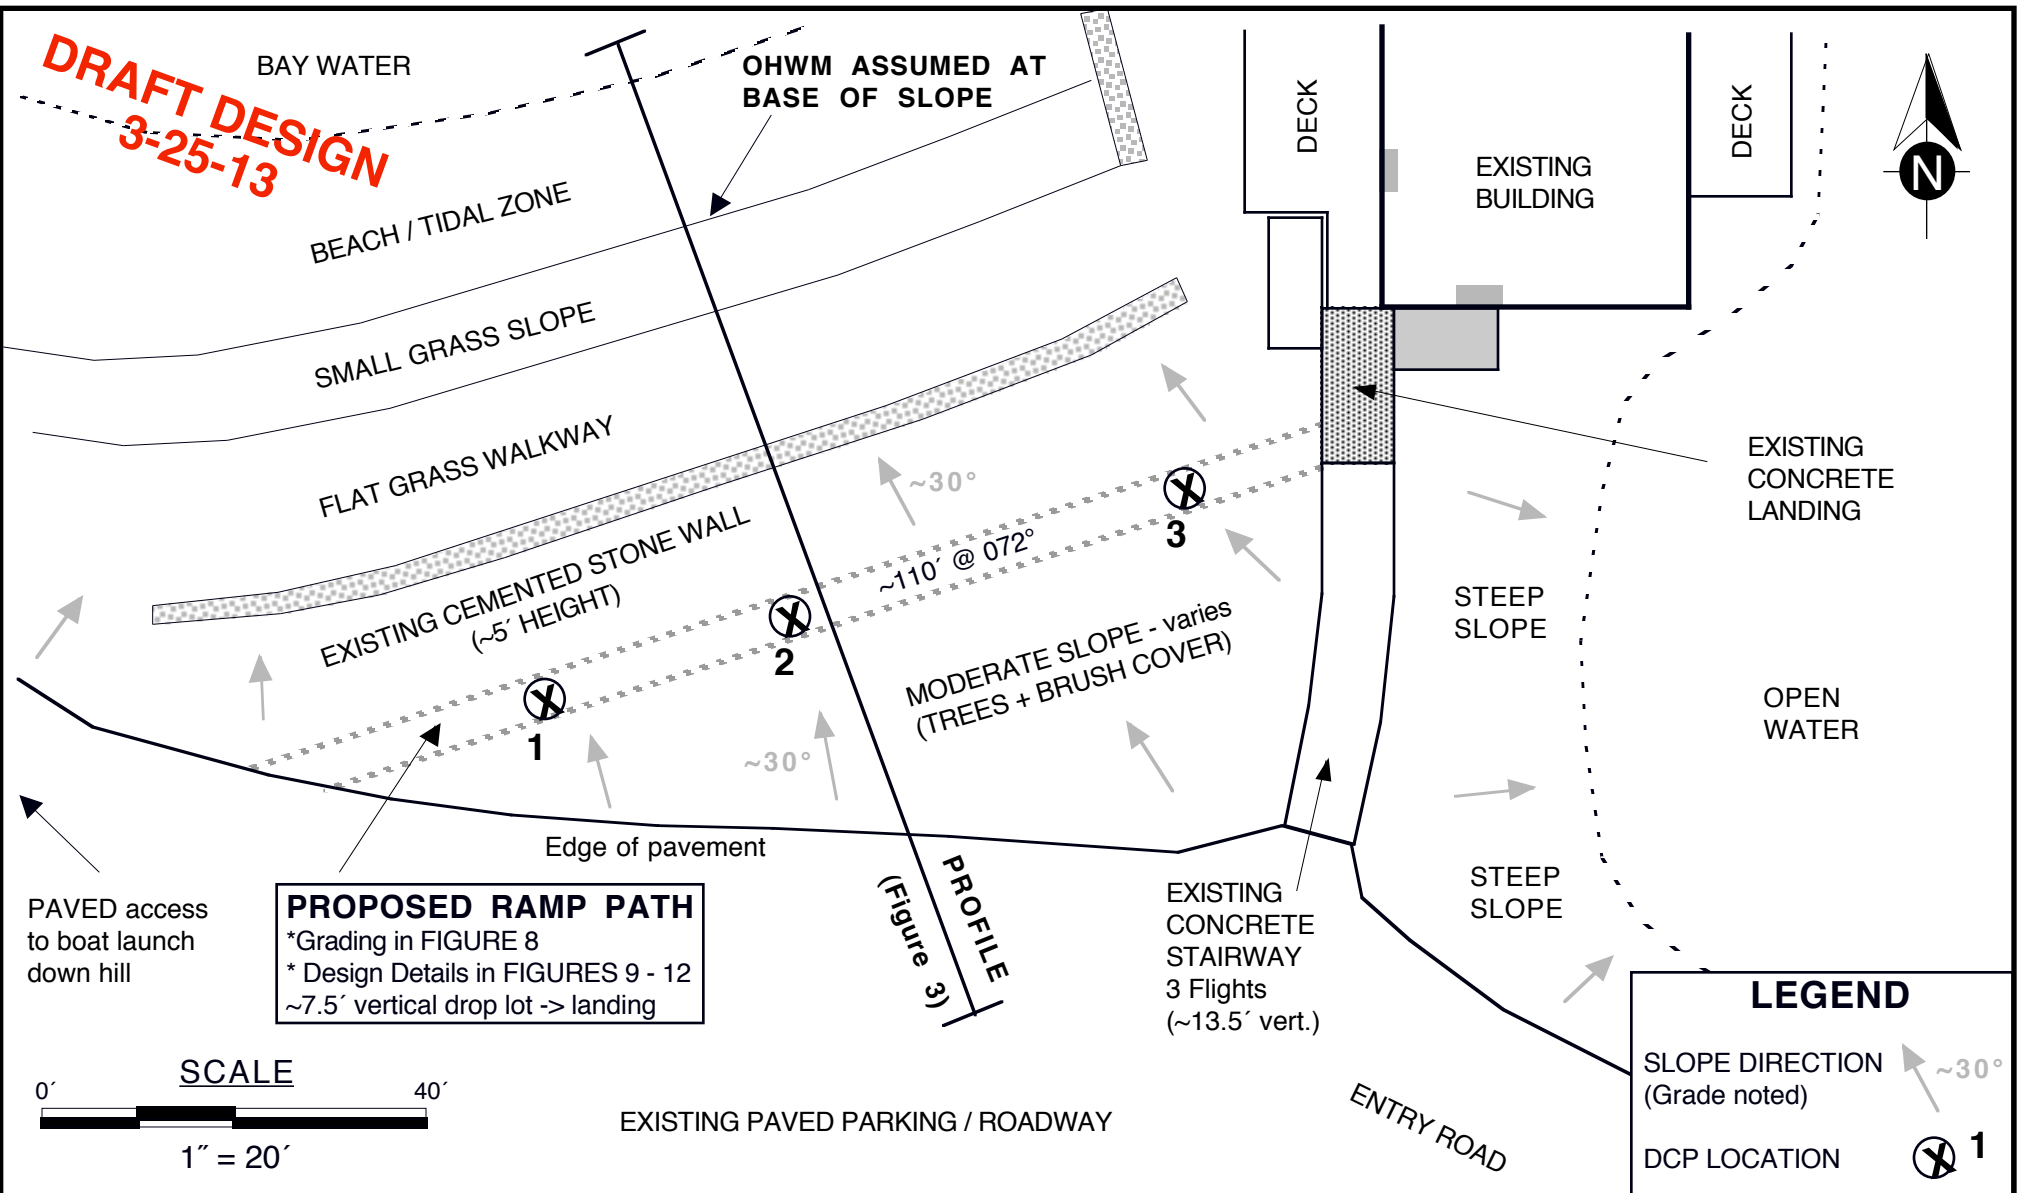 DRAFT DESIGN
3-25-13
BAY WATER
OHWM ASSUMED AT
BASE OF SLOPE
DECK
EXISTING
BUILDING
DECK
N
BEACH / TIDAL ZONE
SMALL GRASS SLOPE
FLAT GRASS WALKWAY
EXISTING CEMENTED STONE WALL
(~5´ HEIGHT)
~30°
~110´ @ 072°
3
2
1
~30°
MODERATE SLOPE - varies
(TREES + BRUSH COVER)
EXISTING
CONCRETE
LANDING
STEEP
SLOPE
OPEN
WATER
STEEP
SLOPE
Edge of pavement
PROFILE
(Figure 3)
PAVED access
to boat launch
down hill
PROPOSED RAMP PATH
*Grading in FIGURE 8
* Design Details in FIGURES 9 - 12
~7.5´ vertical drop lot -> landing
EXISTING
CONCRETE
STAIRWAY
3 Flights
(~13.5´ vert.)
SCALE
0´ 40´
1˝ = 20´
EXISTING PAVED PARKING / ROADWAY
ENTRY ROAD
LEGEND
SLOPE DIRECTION
(Grade noted)
~30°
DCP LOCATION
X 1